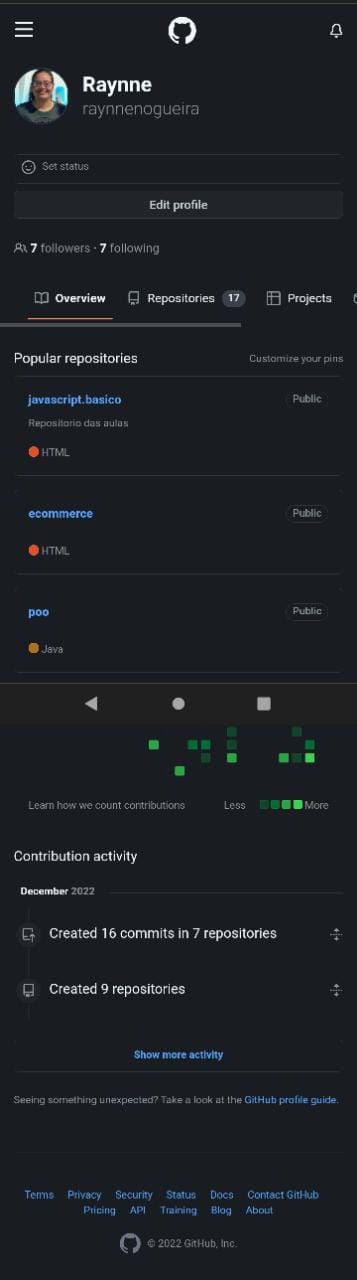 Raynne
raynnenogueira
Set status
Edit profile
7 followers · 7 following
Overview Repositories 17 Projects
Popular repositories Customize your pins
javascript.basico Public
Repositorio das aulas
HTML
ecommerce Public
HTML
poo Public
Java
Learn how we count contributions Less More
Contribution activity
December 2022
Created 16 commits in 7 repositories
Created 9 repositories
Show more activity
Seeing something unexpected? Take a look at the GitHub profile guide.
Terms Privacy Security Status Docs Contact GitHub
Pricing API Training Blog About
© 2022 GitHub, Inc.